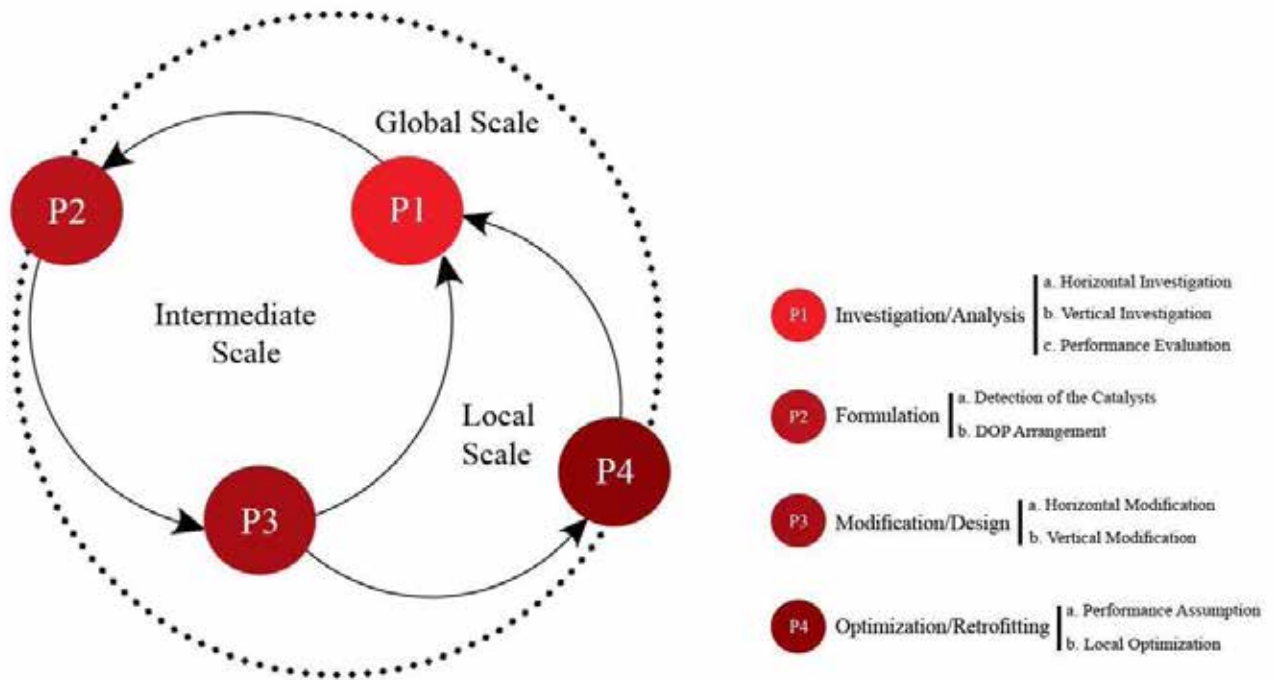 Global Scale
P2
P1
Intermediate
Scale
Local
Scale
P4
P3
P1 Investigation/Analysis
a. Horizontal Investigation
b. Vertical Investigation
c. Performance Evaluation
P2 Formulation
a. Detection of the Catalysts
b. DOP Arrangement
P3 Modification/Design
a. Horizontal Modification
b. Vertical Modification
P4 Optimization/Retrofitting
a. Performance Assumption
b. Local Optimization